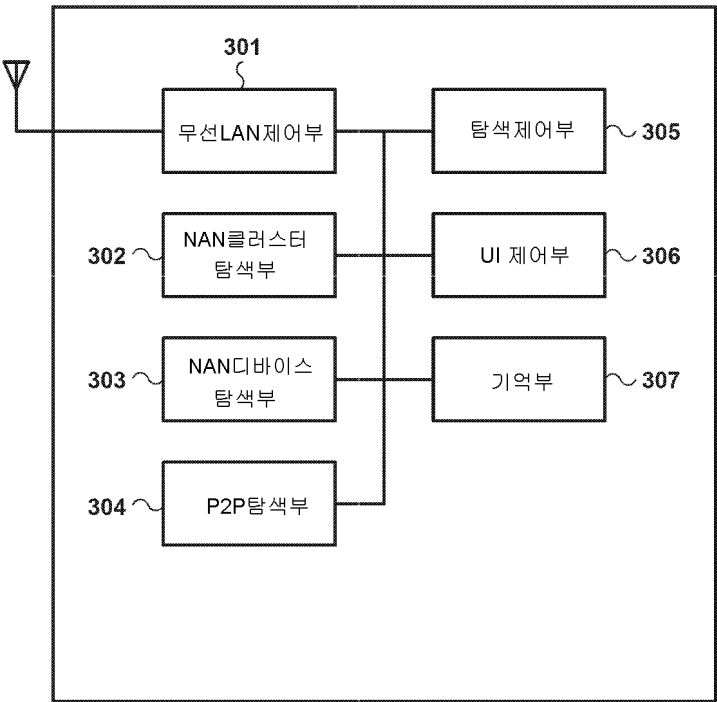 301
무선LAN제어부
탐색제어부
305
302
NAN클러스터
탐색부
UI 제어부
306
303
NAN디바이스
탐색부
기억부
307
304
P2P탐색부